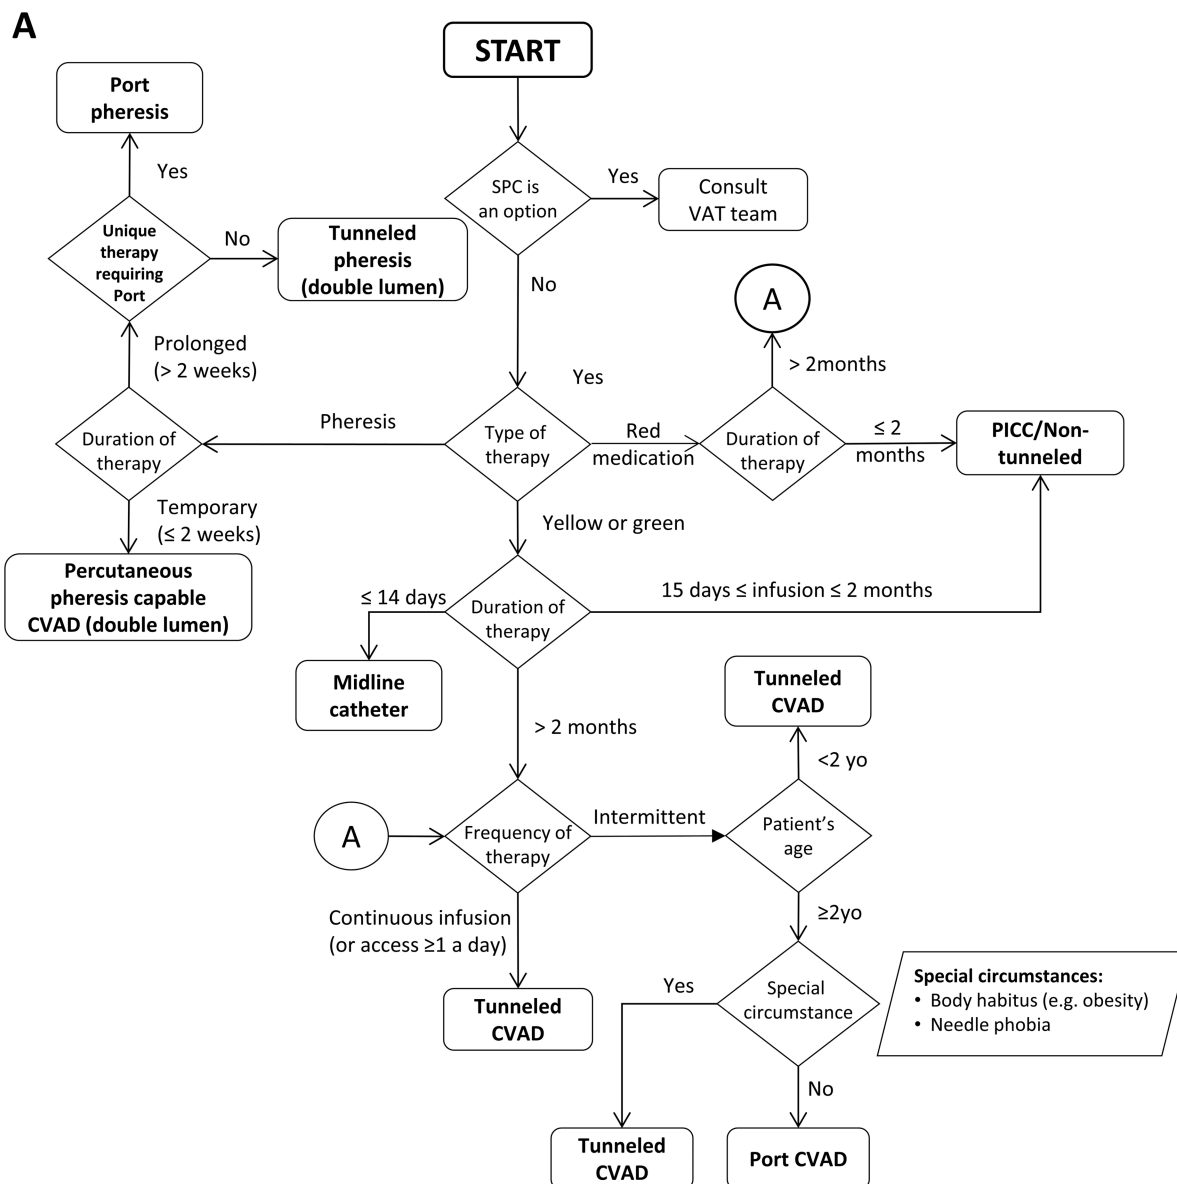 A
START
Port
pheresis
Yes
SPC is
an option
Yes
Consult
VAT team
Unique
therapy
requiring
Port
No
Tunneled
pheresis
(double lumen)
No
A
Prolonged
(> 2 weeks)
> 2months
Yes
Duration of
therapy
Pheresis
Type of
therapy
Red
medication
Duration of
therapy
≤ 2
months
PICC/Non-
tunneled
Temporary
(≤ 2 weeks)
Yellow or green
Percutaneous
pheresis capable
CVAD (double lumen)
≤ 14 days
Duration of
therapy
15 days ≤ infusion ≤ 2 months
Midline
catheter
Tunneled
CVAD
> 2 months
<2 yo
A
Frequency of
therapy
Intermittent
Patient’s
age
Continuous infusion
(or access ≥1 a day)
≥2yo
Tunneled
CVAD
Yes
Special
circumstance
Special circumstances:
• Body habitus (e.g. obesity)
• Needle phobia
No
Tunneled
CVAD
Port CVAD